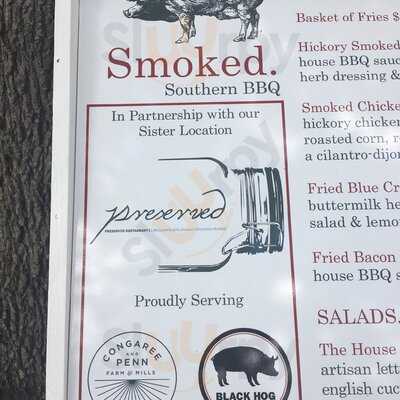 Smoked.
Southern BBQ
In Partnership with our
Sister Location
preserved
PRESERVED RESTAURANT |
Proudly Serving
CONGAREE
AND
PENN
FARM & MILLS
BLACK HOG
Basket of Fries $
Hickory Smoked
house BBQ sauc
herb dressing &
Smoked Chicke
hickory chicken
roasted corn, r
a cilantro-dijon
Fried Blue Cr
buttermilk he
salad & lemo
Fried Bacon
house BBQ s
SALADS.
The House
artisan lett
english cuc